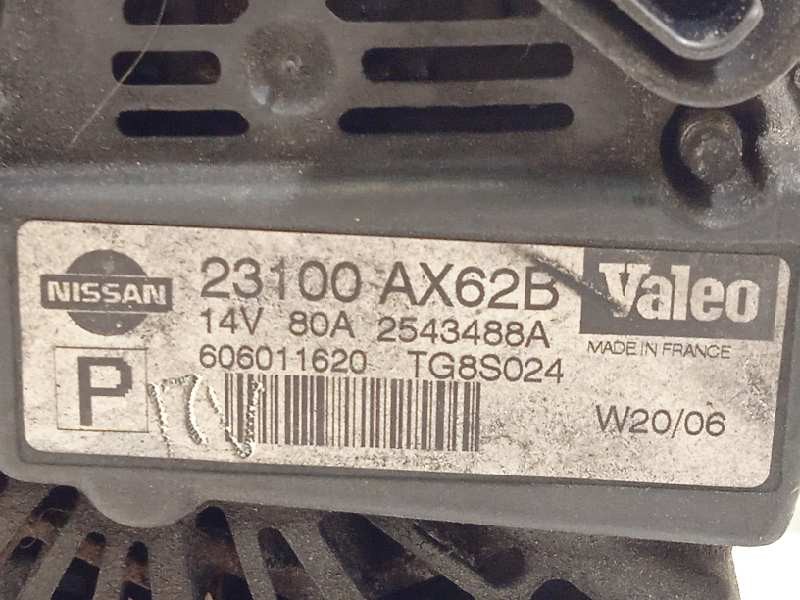 NISSAN
23100 AX62B
Valeo
14V 80A 2543488A
MADE IN FRANCE
606011620 TG8S024
P
W20/06